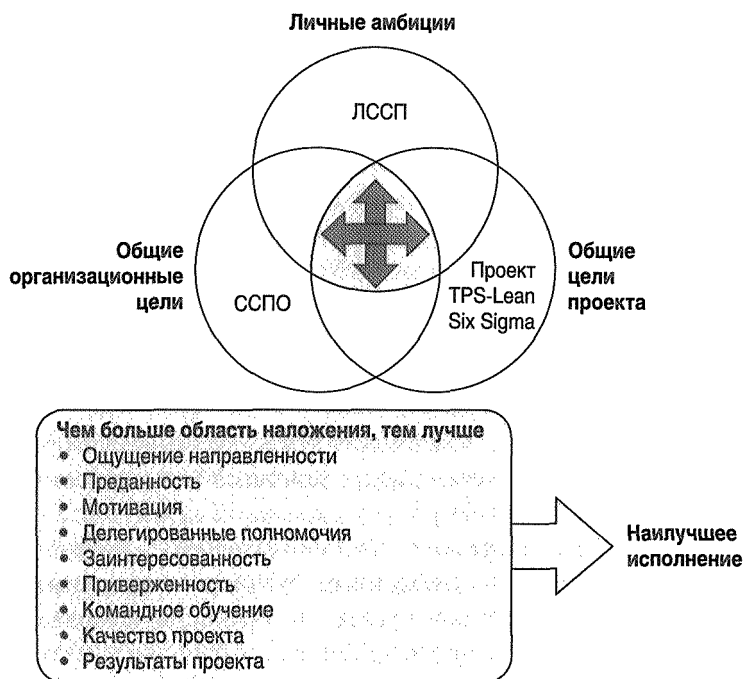 Личные амбиции
ЛССП
Общие
организационные
цели
ССПО
Проект
TPS-Lean
Six Sigma
Общие
цели
проекта
Чем больше область наложения, тем лучше
• Ощущение направленности
• Преданность
• Мотивация
• Делегированные полномочия
• Заинтересованность
• Приверженность
• Командное обучение
• Качество проекта
• Результаты проекта
Наилучшее
исполнение